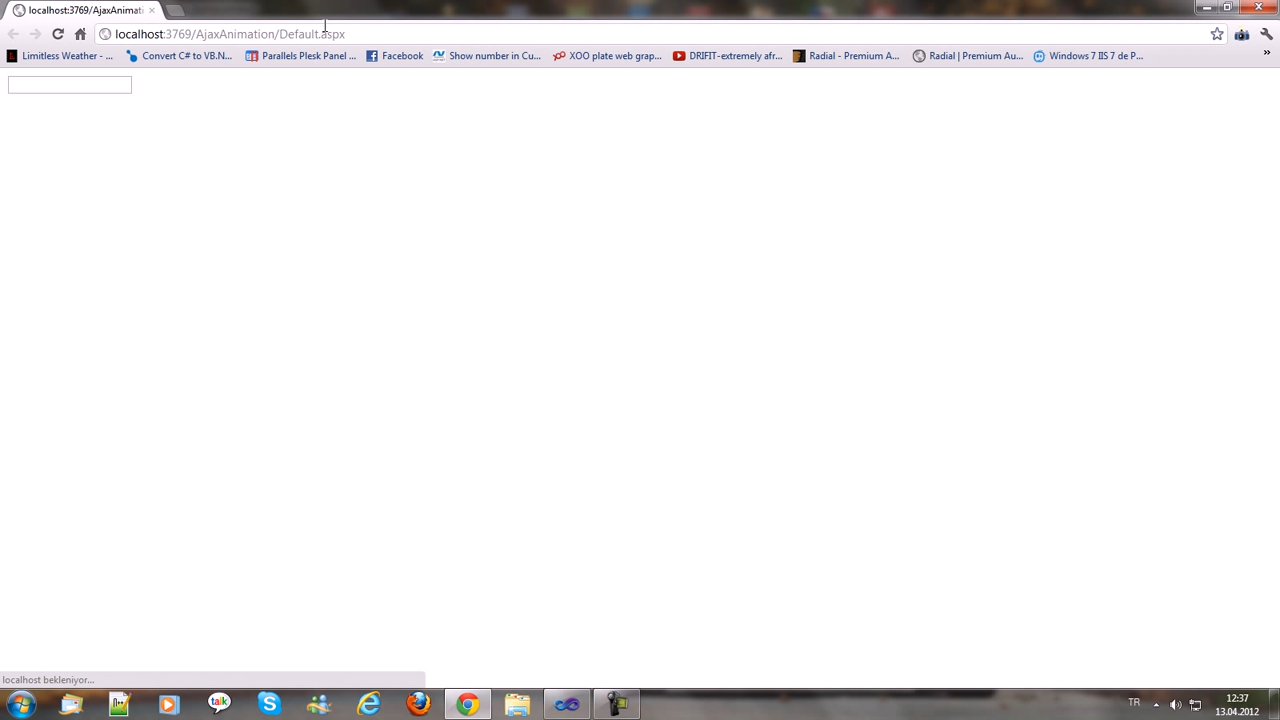 localhost:3769/AjaxAnimati
localhost:3769/AjaxAnimation/Default.aspx
Limitless Weather - ...
Convert C# to VB.N...
Parallels Plesk Panel ...
Facebook
Show number in Cu...
XOO plate web grap...
DRIFIT-extremely afr...
Radial - Premium A...
Radial | Premium Au...
Windows 7 IIS 7 de P...
»
localhost bekleniyor...
talk
TR
12:37
13.04.2012